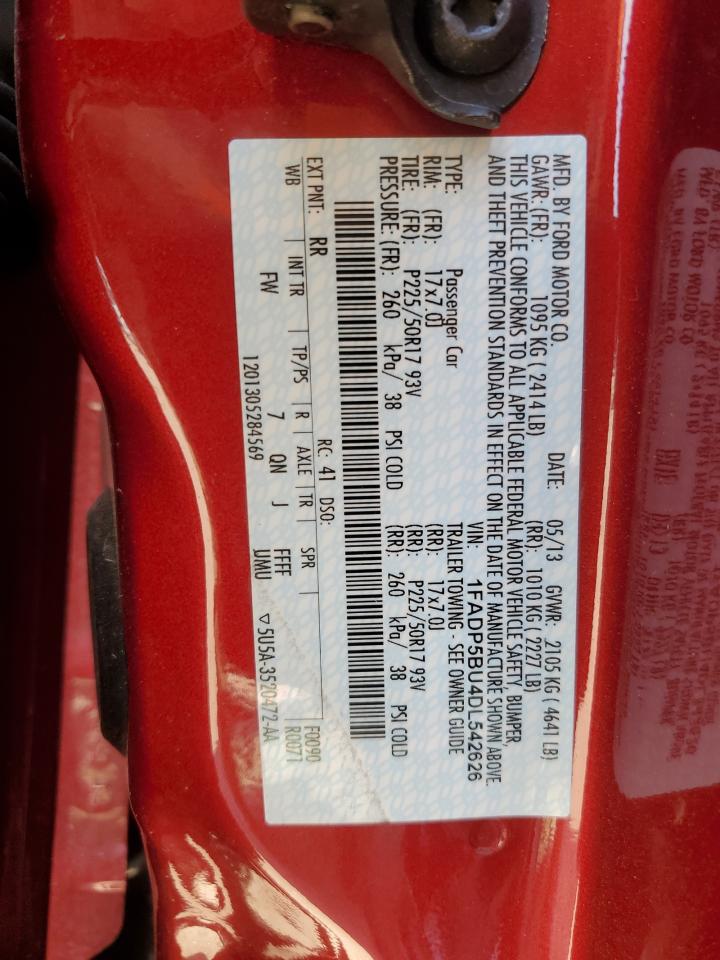 MFD. BY FORD MOTOR CO.
DATE: 05/13 GVWR: 2105 KG ( 4641 LB)
GAWR: (FR): 1095 KG ( 2414 LB) (RR): 1010 KG ( 2227 LB)
THIS VEHICLE CONFORMS TO ALL APPLICABLE FEDERAL MOTOR VEHICLE SAFETY, BUMPER,
AND THEFT PREVENTION STANDARDS IN EFFECT ON THE DATE OF MANUFACTURE SHOWN ABOVE.
VIN: 1FADP5BU4DL542626
TYPE: Passenger Car TRAILER TOWING - SEE OWNER GUIDE
RIM: (FR): 17x7.0J (RR): 17x7.0J
TIRE: (FR): P225/50R17 93V (RR): P225/50R17 93V
PRESSURE: (FR): 260 kPa/ 38 PSI COLD (RR): 260 kPa/ 38 PSI COLD
RC: 41 DSO: F0090
EXT PNT: RR R0071
WB INT TR TP/PS R AXLE TR SPR
FW 7 QN J FFFF
1201305284569 UMU ▽ 5U5A-3520472-AA